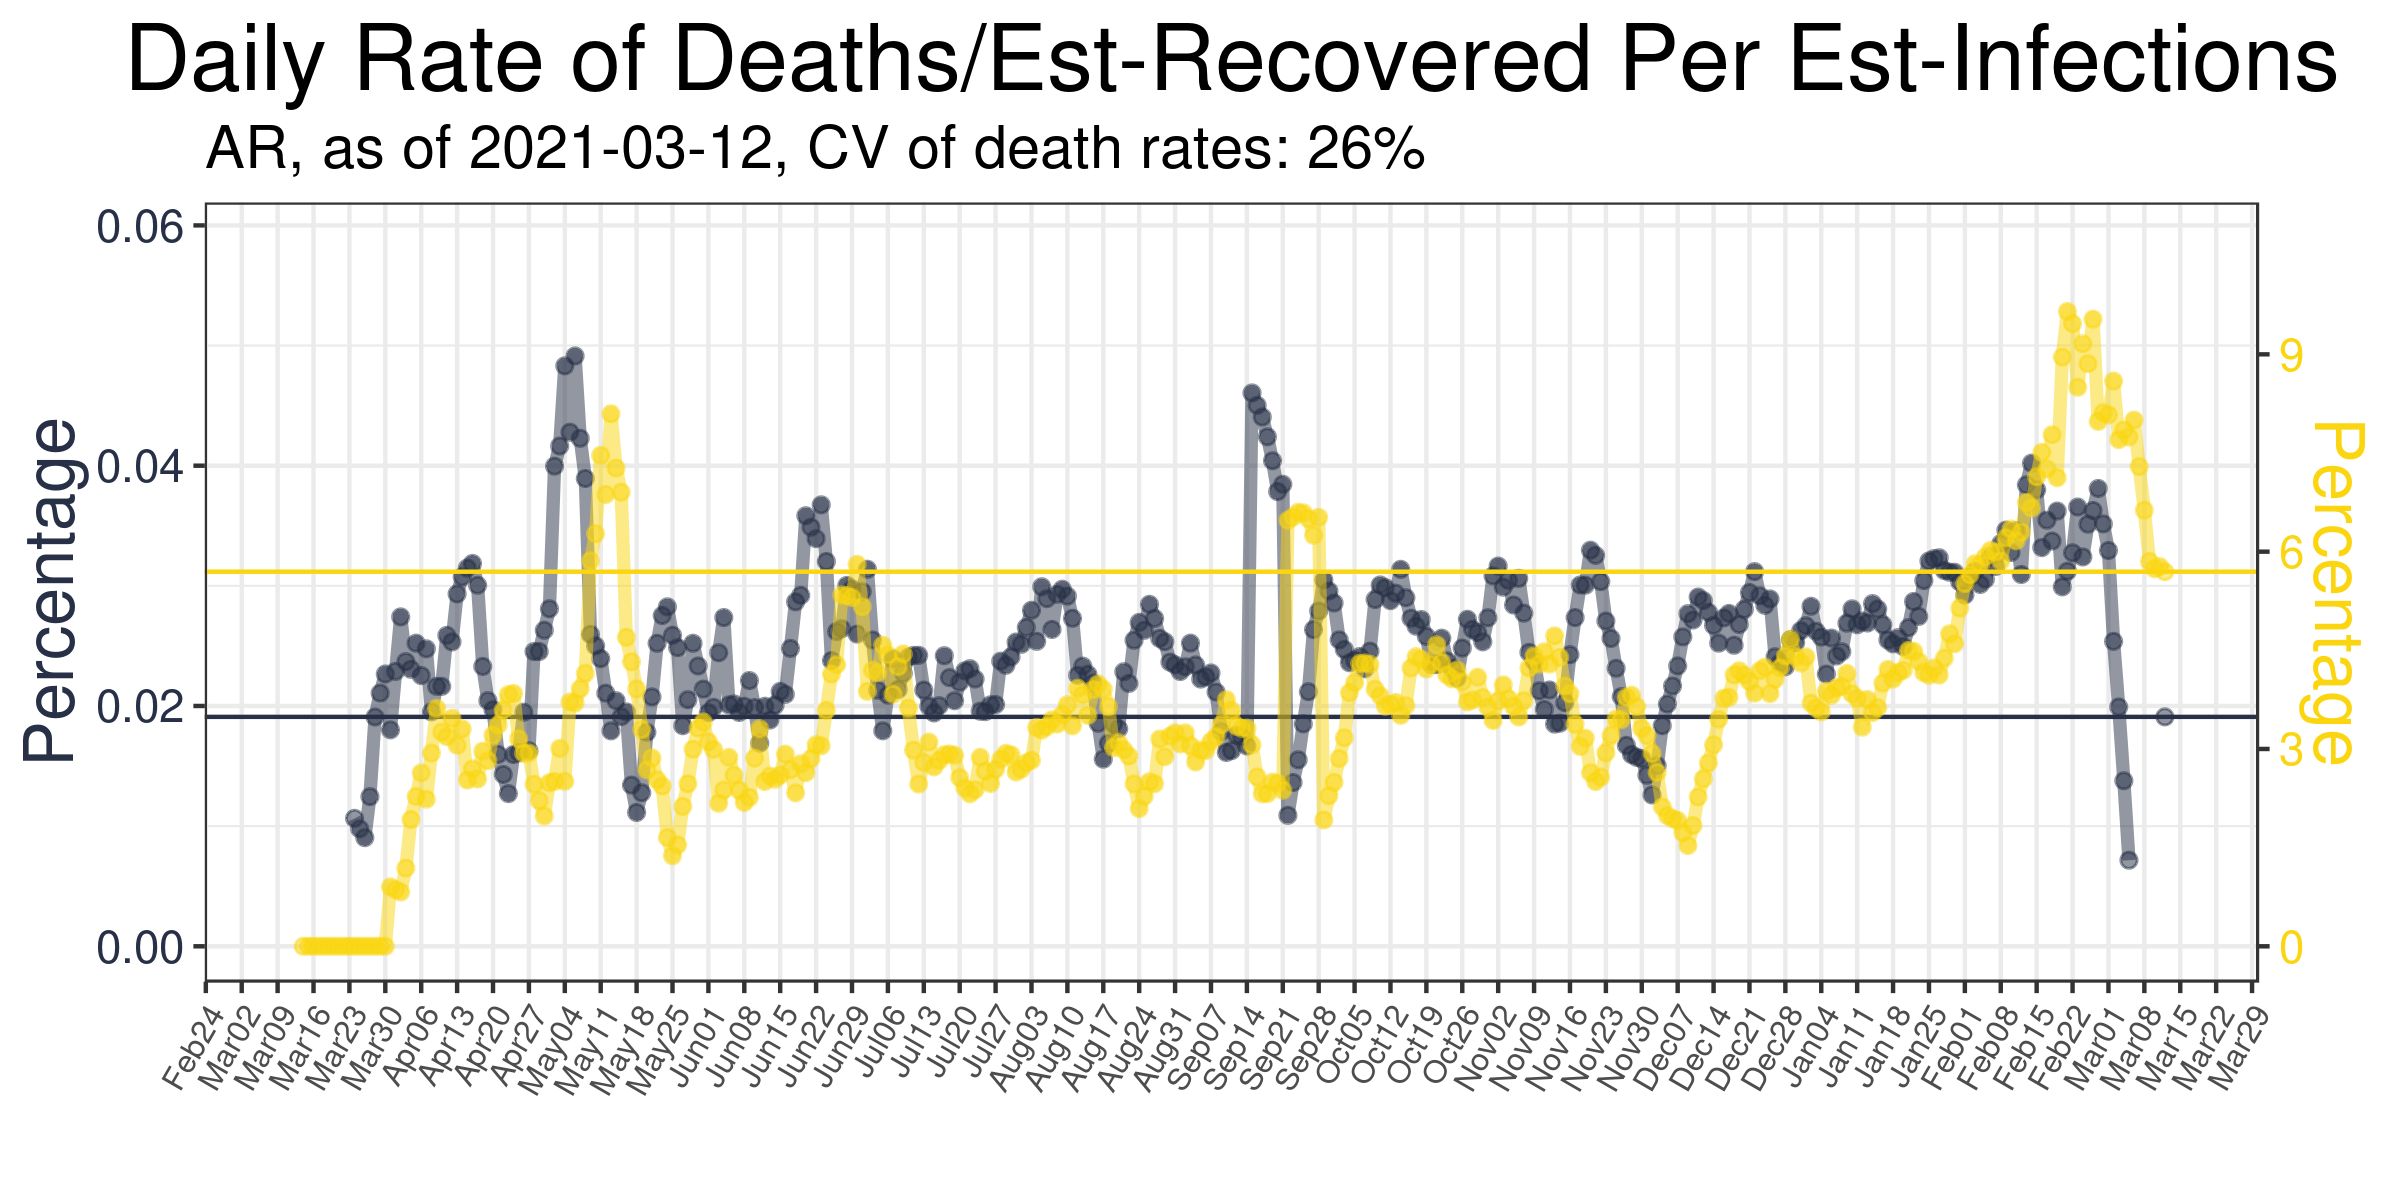 Daily Rate of Deaths/Est-Recovered Per Est-Infections
AR, as of 2021-03-12, CV of death rates: 26%
Percentage
0.06
0.04
0.02
0.00
9
6
3
0
Percentage
Feb24
Mar02
Mar09
Mar16
Mar23
Mar30
Apr06
Apr13
Apr20
Apr27
May04
May11
May18
May25
Jun01
Jun08
Jun15
Jun22
Jun29
Jul06
Jul13
Jul20
Jul27
Aug03
Aug10
Aug17
Aug24
Aug31
Sep07
Sep14
Sep21
Sep28
Oct05
Oct12
Oct19
Oct26
Nov02
Nov09
Nov16
Nov23
Nov30
Dec07
Dec14
Dec21
Dec28
Jan04
Jan11
Jan18
Jan25
Feb01
Feb08
Feb15
Feb22
Mar01
Mar08
Mar15
Mar22
Mar29